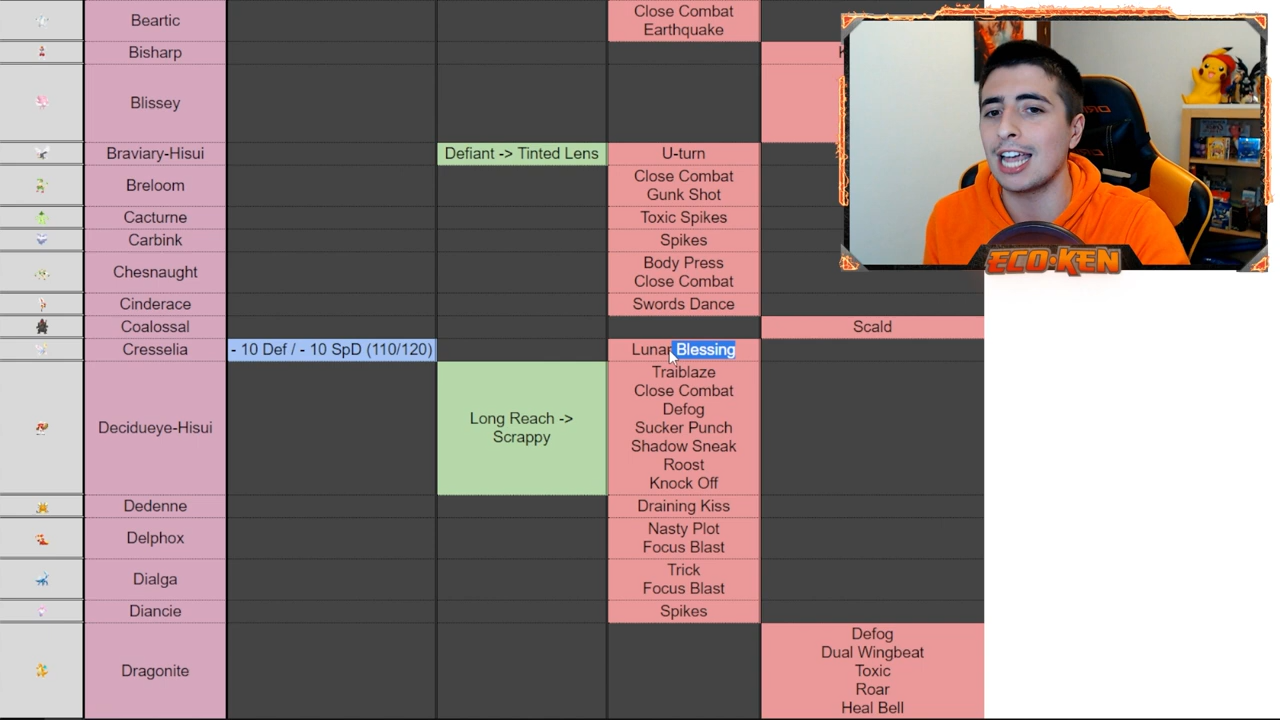 Beartic
Close Combat
Earthquake
Bisharp
Blissey
Braviary-Hisui
Defiant -> Tinted Lens
U-turn
Breloom
Close Combat
Gunk Shot
Cacturne
Toxic Spikes
Carbink
Spikes
Chesnaught
Body Press
Close Combat
Cinderace
Swords Dance
Coalossal
Scald
Cresselia
- 10 Def / - 10 SpD (110/120)
Lunar Blessing
Decidueye-Hisui
Long Reach ->
Scrappy
Traiblaze
Close Combat
Defog
Sucker Punch
Shadow Sneak
Roost
Knock Off
Dedenne
Draining Kiss
Delphox
Nasty Plot
Focus Blast
Dialga
Trick
Focus Blast
Diancie
Spikes
Dragonite
Defog
Dual Wingbeat
Toxic
Roar
Heal Bell
ECO-KEN